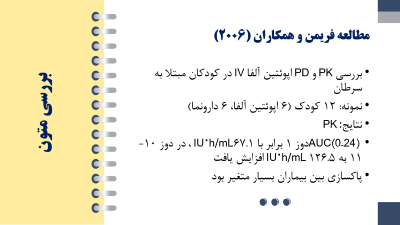 مطالعه فریمن و همکاران (۲۰۰۶)
• بررسی PK و PD اپوئتین آلفا IV در کودکان مبتلا به
سرطان
• نمونه: ۱۲ کودک (۶ اپوئتین آلفا، ۶ دارونما)
• نتایج: PK
• AUC(0.24) دوز ۱ برابر با IU*h/mL۶۷.۱ ، در دوز ۱۰-
۱۱ به ۱۲۶.۵ IU*h/mL افزایش یافت
• پاکسازی بین بیماران بسیار متغیر بود
بررسی متون